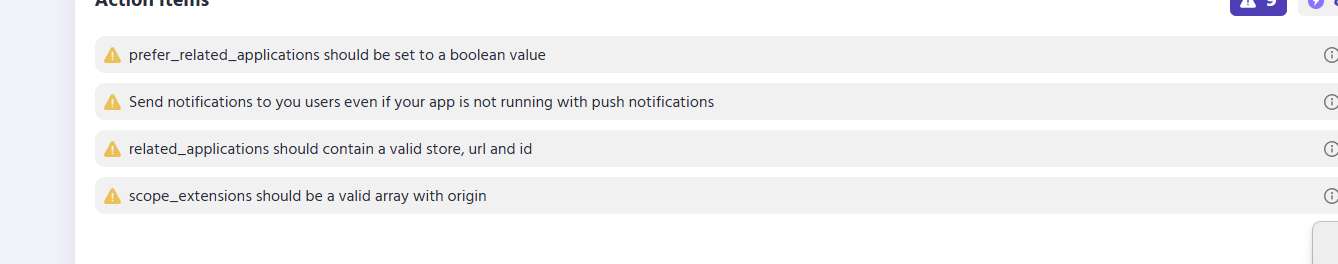 Action Items
9
prefer_related_applications should be set to a boolean value
Send notifications to you users even if your app is not running with push notifications
related_applications should contain a valid store, url and id
scope_extensions should be a valid array with origin